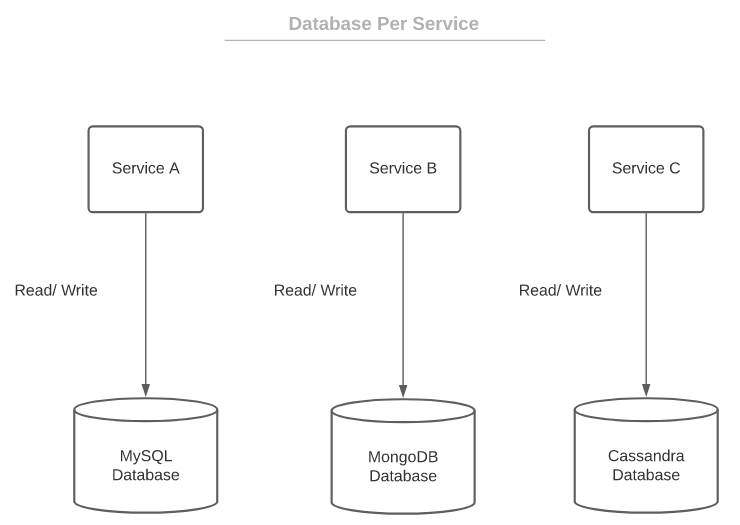 Database Per Service
Service A
Service B
Service C
Read/ Write
Read/ Write
Read/ Write
MySQL
Database
MongoDB
Database
Cassandra
Database